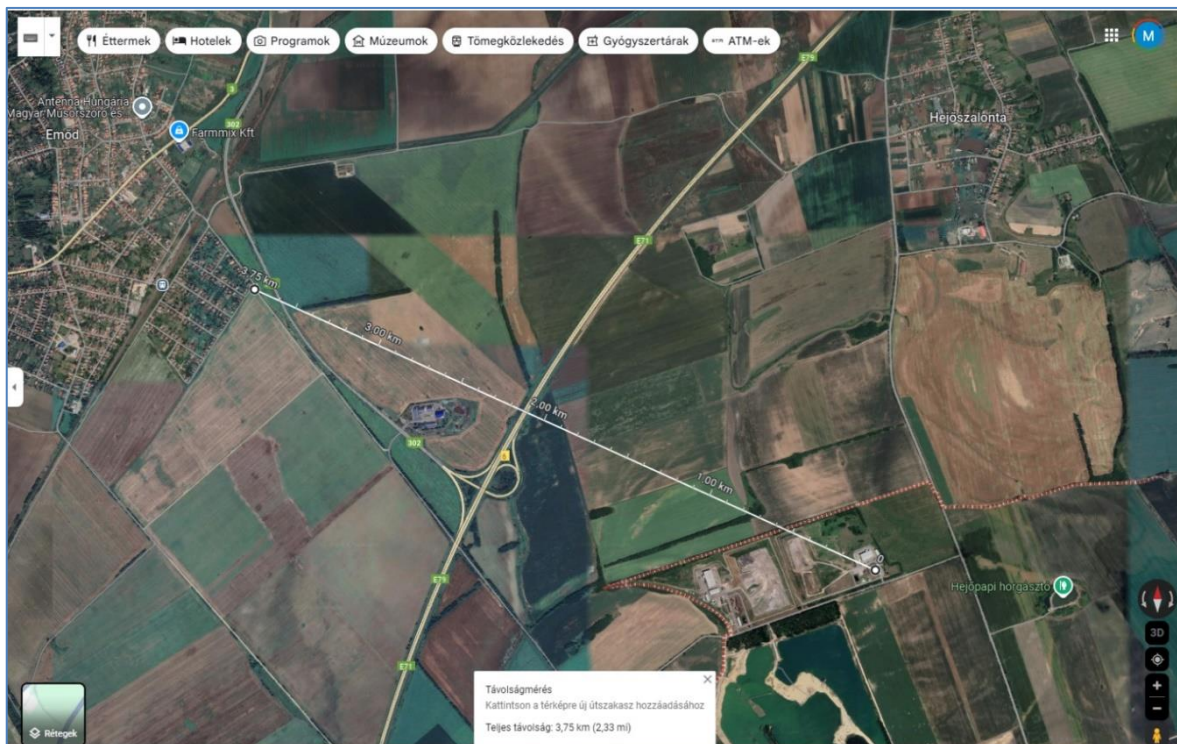 Éttermek
Hotelek
Programok
Múzeumok
Tömegközlekedés
Gyógyszertárak
ATM-ek
M
E79
3
302
Antenna Hungária
Magyar Műsorszóró és
Emőd
Farmmix Kft
Hejőszalonta
E71
3,75 km
3,00 km
2,00 km
302
1,00 km
0
Hejőpapi horgásztó
E79
3D
E71
Távolságmérés
Kattintson a térképre új útszakasz hozzáadásához
Teljes távolság: 3,75 km (2,33 mi)
Rétegek